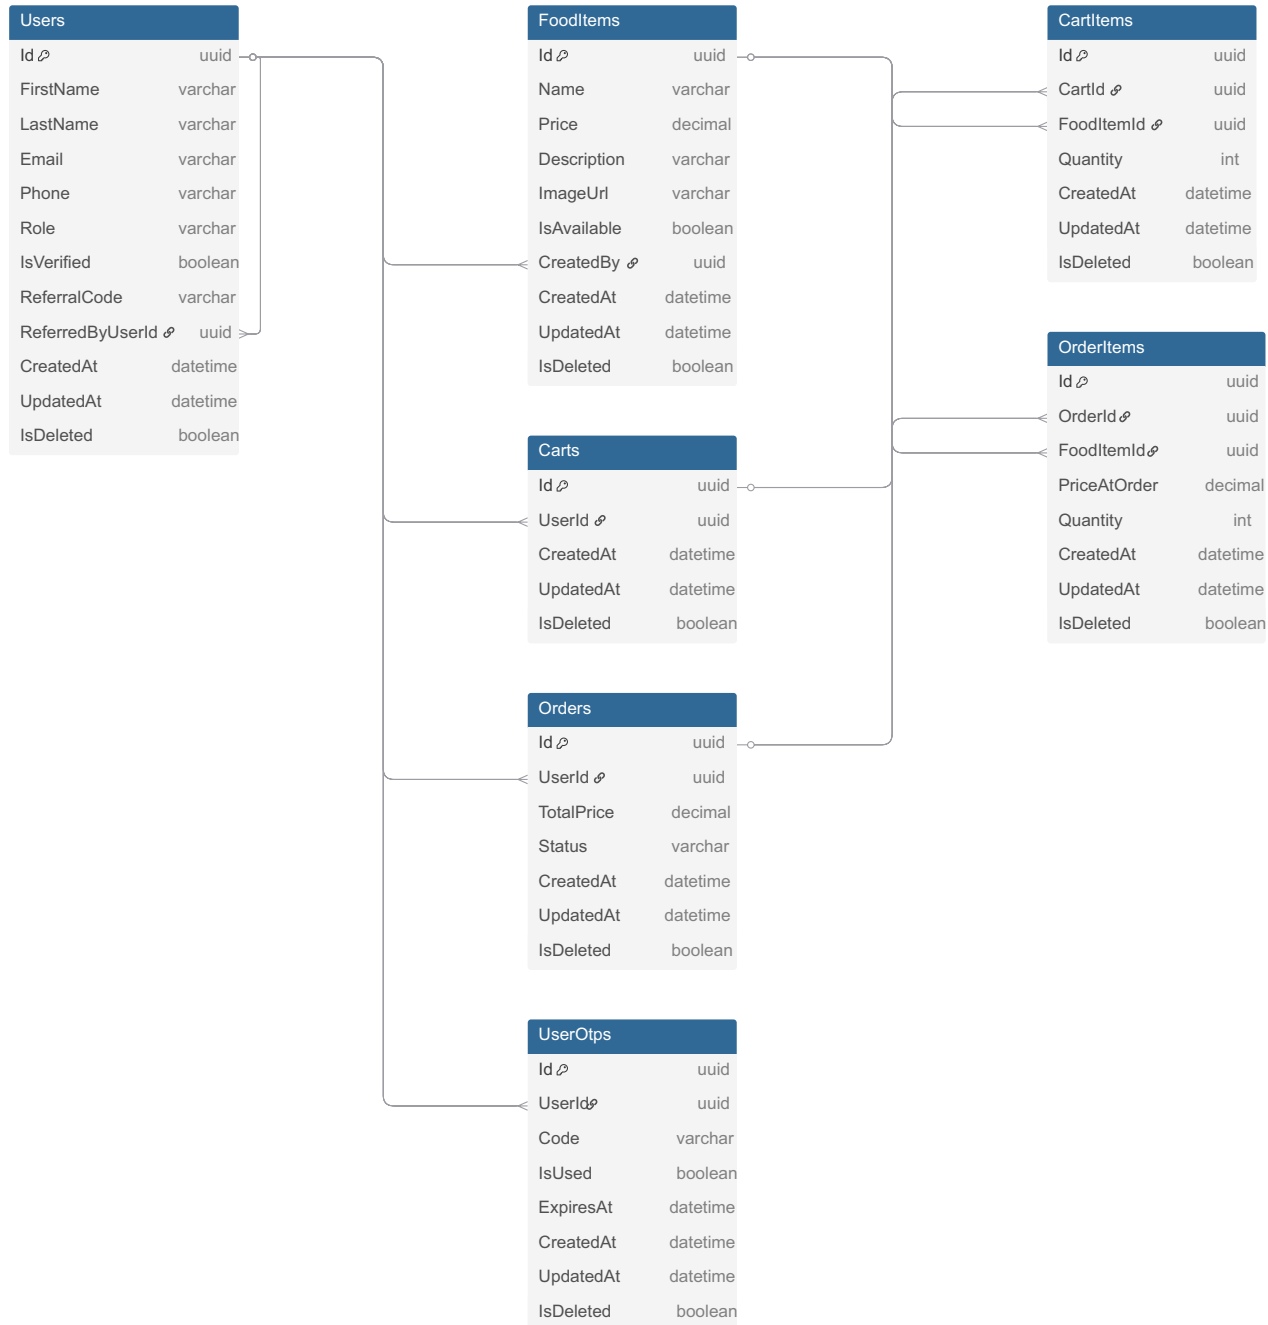 Users
Id uuid
FirstName varchar
LastName varchar
Email varchar
Phone varchar
Role varchar
IsVerified boolean
ReferralCode varchar
ReferredByUserId uuid
CreatedAt datetime
UpdatedAt datetime
IsDeleted boolean
FoodItems
Id uuid
Name varchar
Price decimal
Description varchar
ImageUrl varchar
IsAvailable boolean
CreatedBy uuid
CreatedAt datetime
UpdatedAt datetime
IsDeleted boolean
Carts
Id uuid
UserId uuid
CreatedAt datetime
UpdatedAt datetime
IsDeleted boolean
Orders
Id uuid
UserId uuid
TotalPrice decimal
Status varchar
CreatedAt datetime
UpdatedAt datetime
IsDeleted boolean
UserOtps
Id uuid
UserId uuid
Code varchar
IsUsed boolean
ExpiresAt datetime
CreatedAt datetime
UpdatedAt datetime
IsDeleted boolean
CartItems
Id uuid
CartId uuid
FoodItemId uuid
Quantity int
CreatedAt datetime
UpdatedAt datetime
IsDeleted boolean
OrderItems
Id uuid
OrderId uuid
FoodItemId uuid
PriceAtOrder decimal
Quantity int
CreatedAt datetime
UpdatedAt datetime
IsDeleted boolean